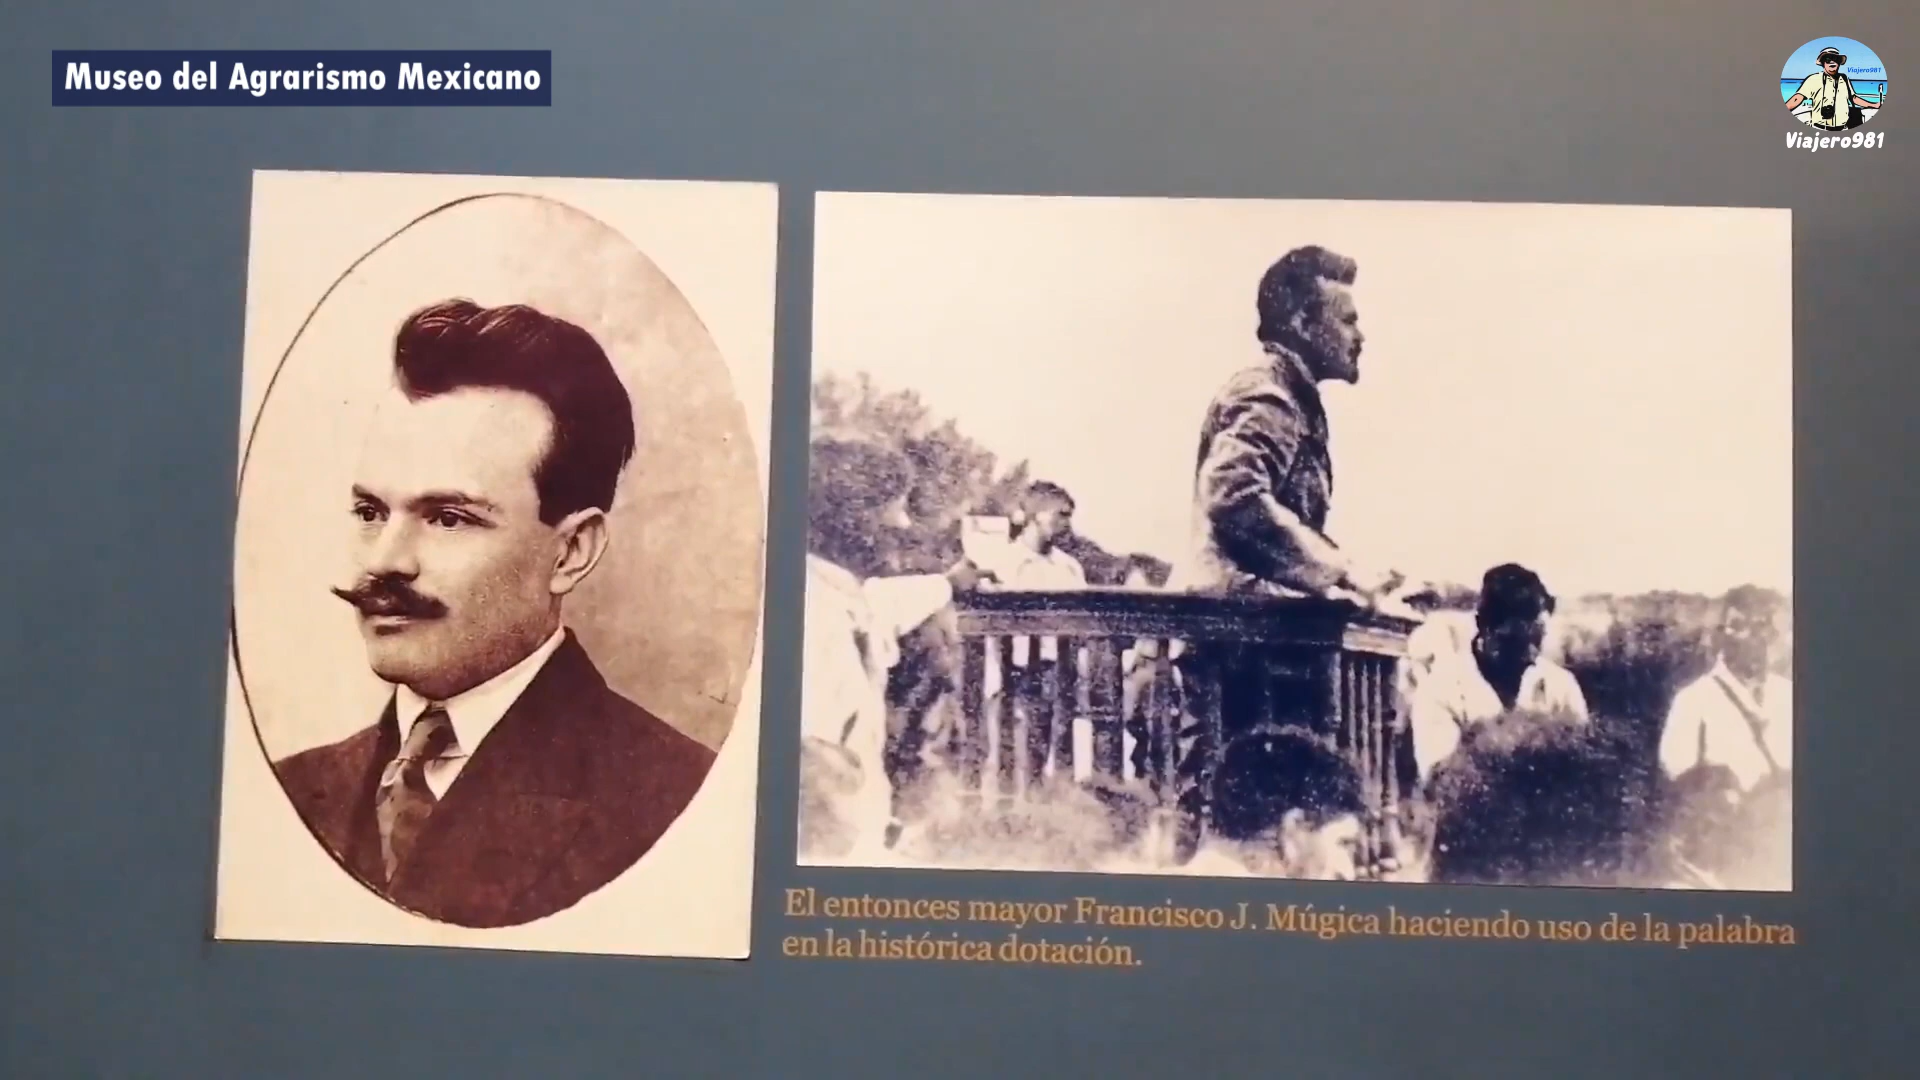 Museo del Agrarismo Mexicano
Viajero981
Viajero981
El entonces mayor Francisco J. Múgica haciendo uso de la palabra
en la histórica dotación.